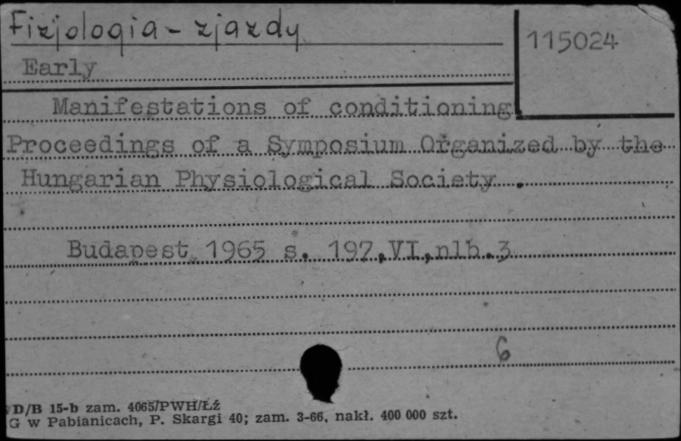 Fizjologia - zjazdy
115024
Early
Manifestations of conditioning
Proceedings of a Symposium Organized by the
Hungarian Physiological Society .
Budapest 1965 s. 197,VI,nlb.3
6
D/B 15-b zam. 4065/PWH/Łź
G w Pabianicach, P. Skargi 40; zam. 3-66, nakł. 400 000 szt.